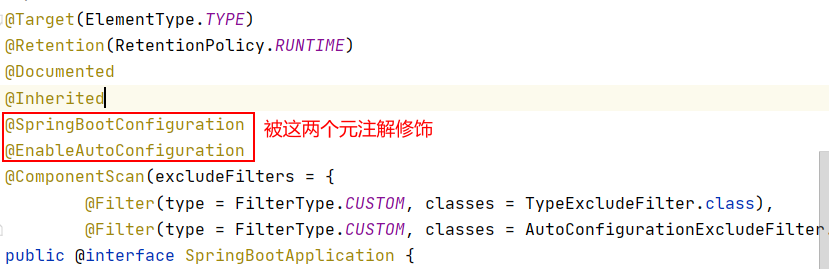 @Target(ElementType.TYPE)
@Retention(RetentionPolicy.RUNTIME)
@Documented
@Inherited
@SpringBootConfiguration 被这两个元注解修饰
@EnableAutoConfiguration
@ComponentScan(excludeFilters = {
@Filter(type = FilterType.CUSTOM, classes = TypeExcludeFilter.class),
@Filter(type = FilterType.CUSTOM, classes = AutoConfigurationExcludeFilter.
public @interface SpringBootApplication {